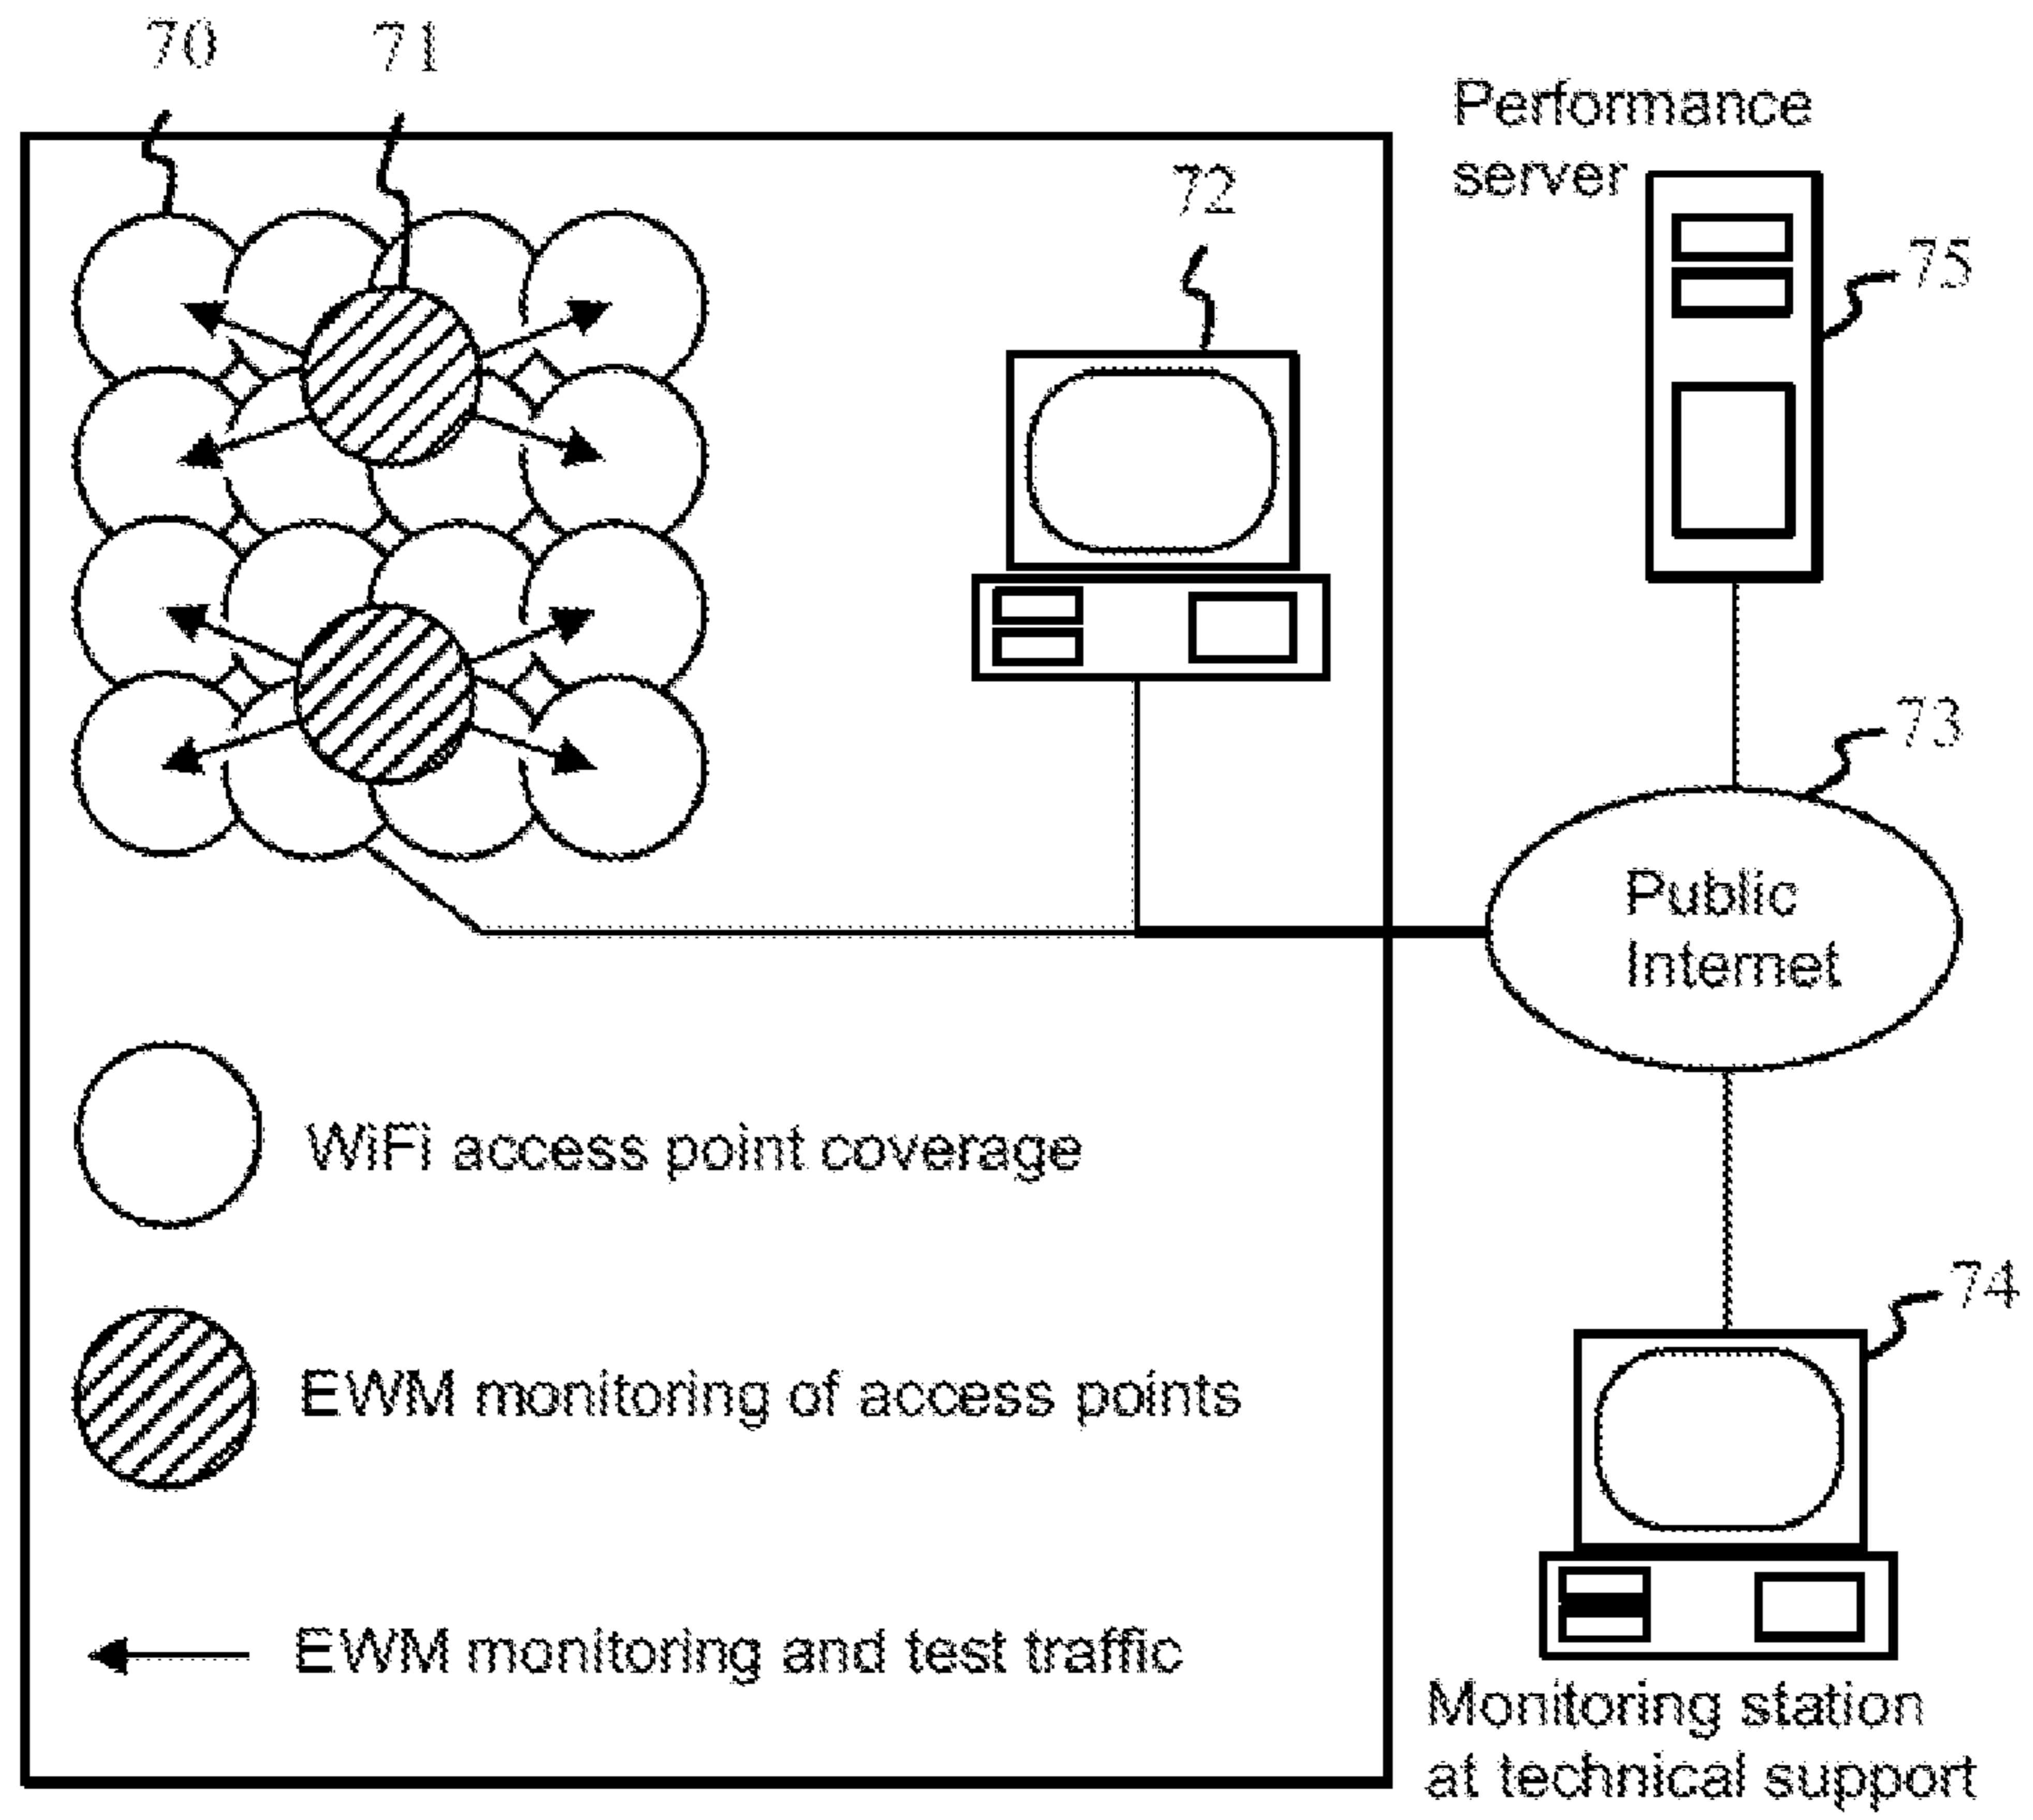 70
71
Performance
server
72
75
73
Public
Internet
WiFi access point coverage
74
EWM monitoring of access points
EWM monitoring and test traffic
Monitoring station
at technical support